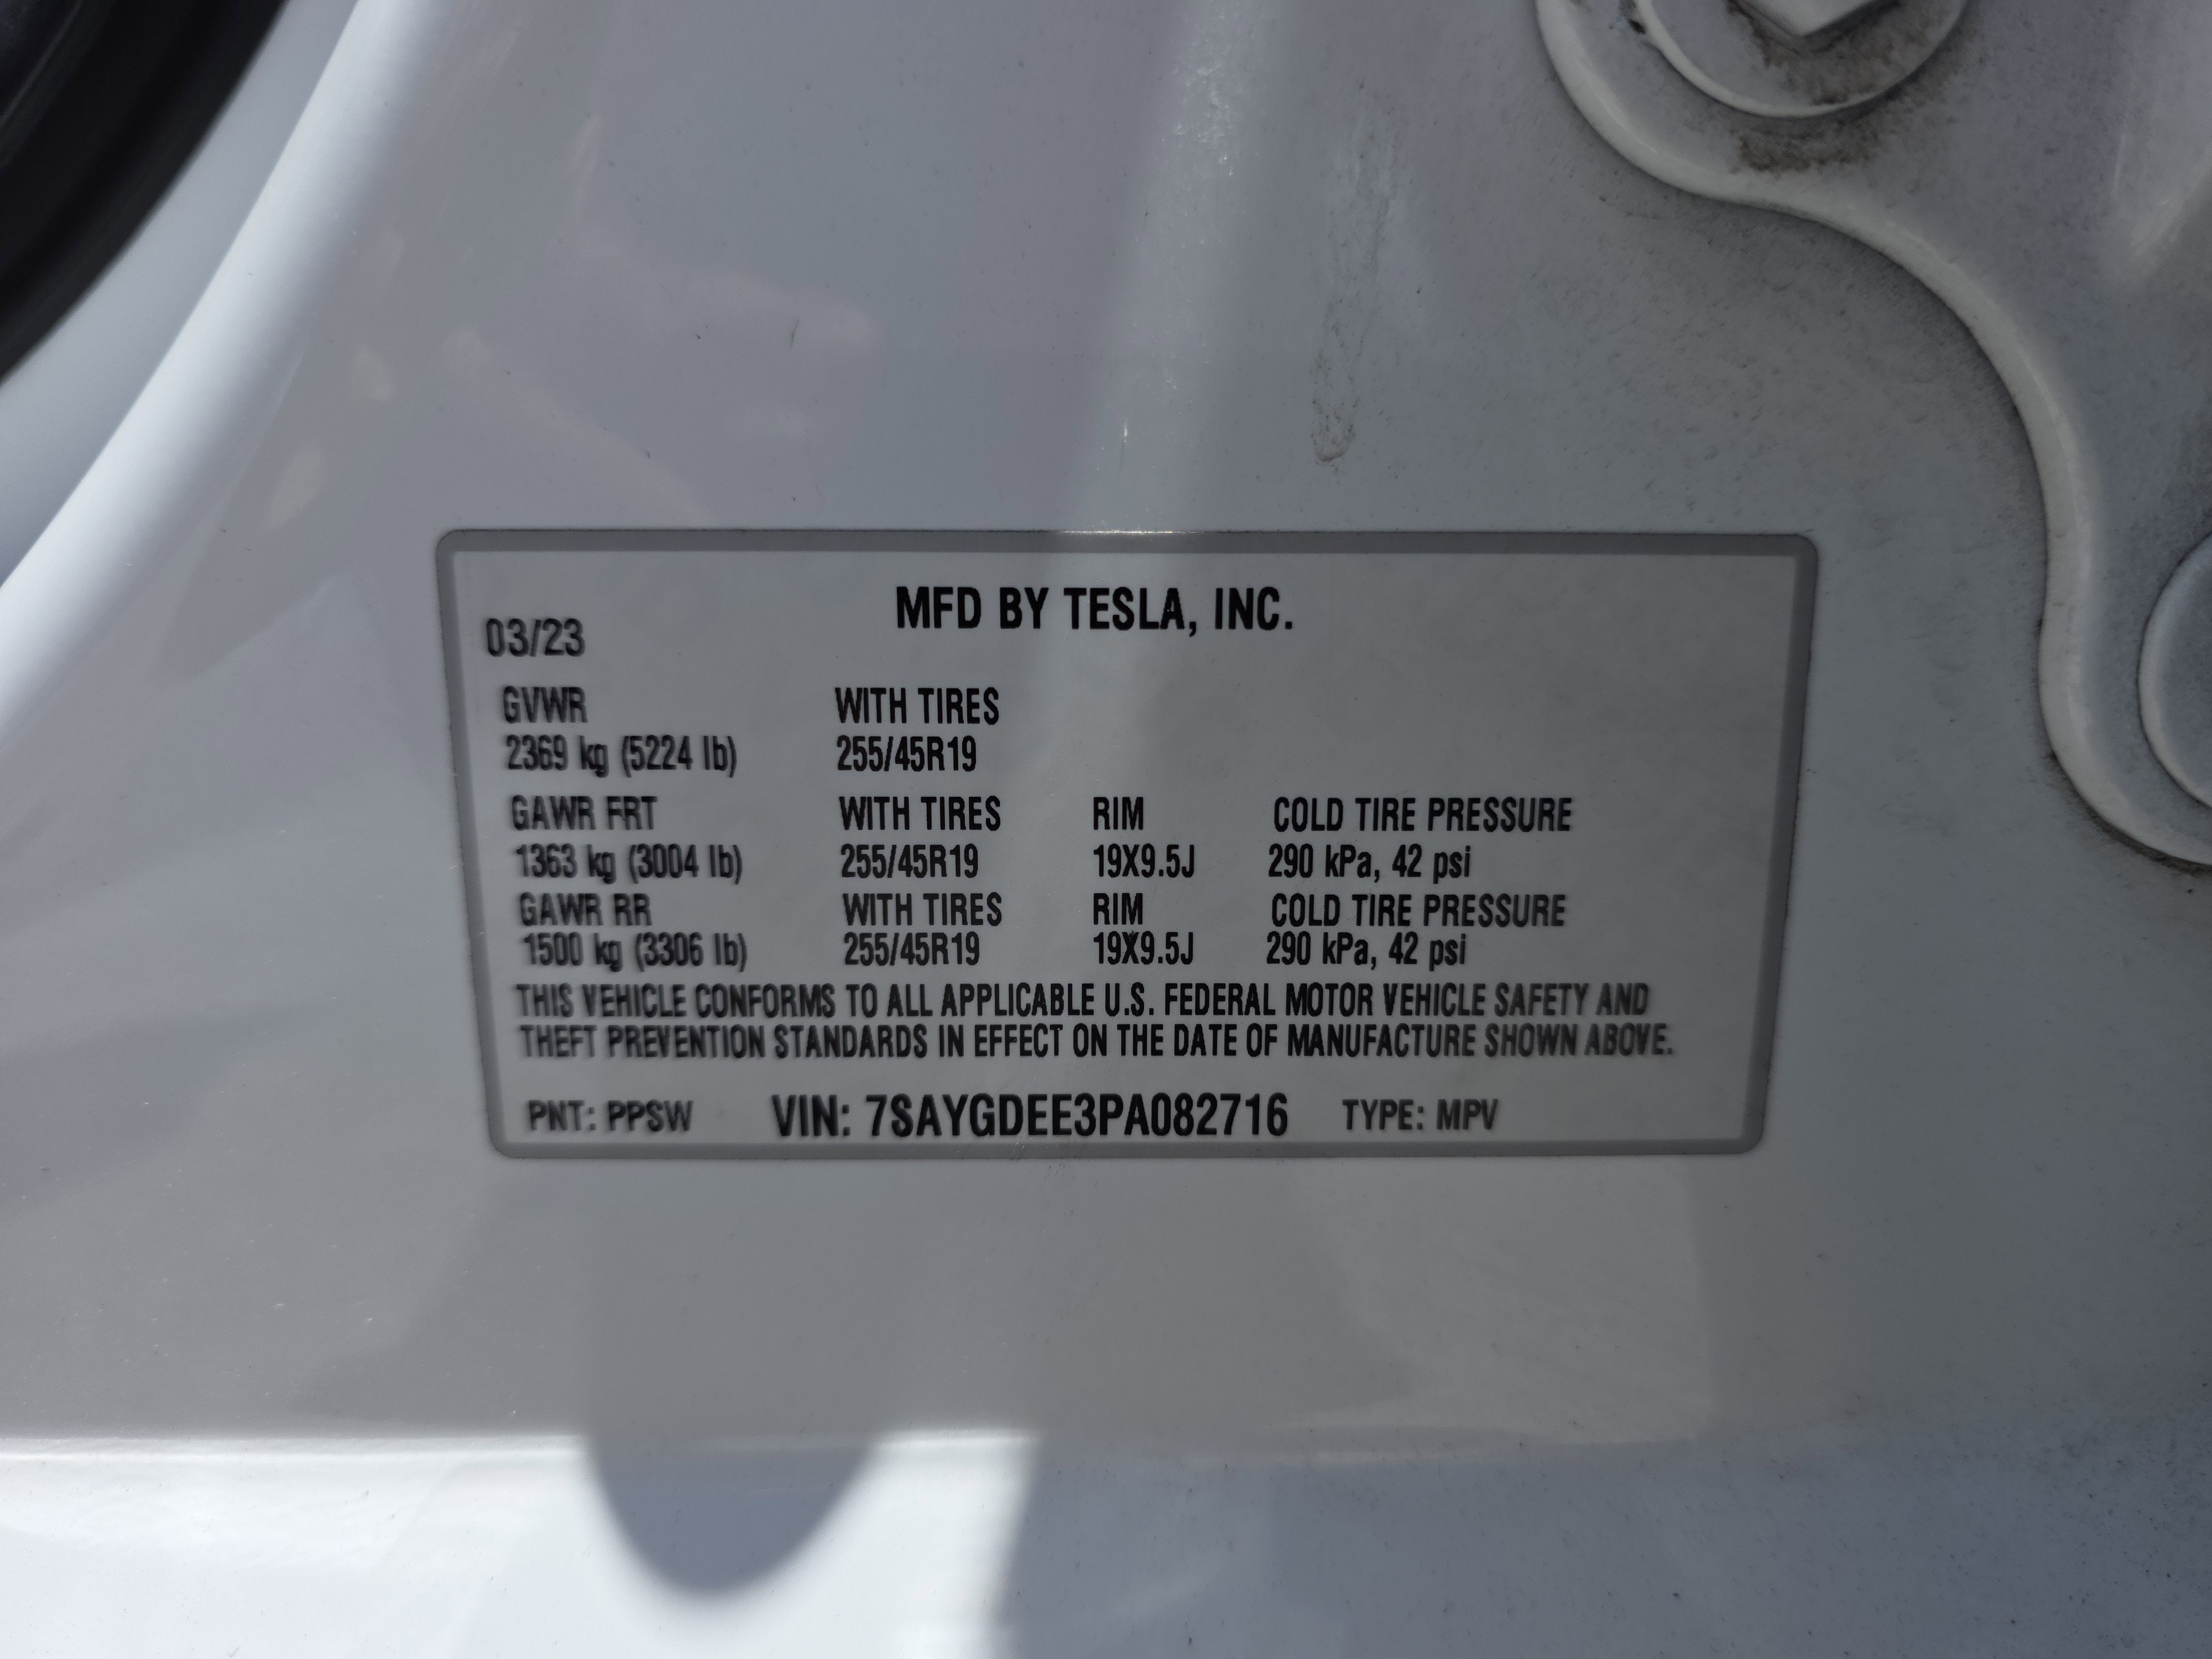 MFD BY TESLA, INC.
03/23
GVWR WITH TIRES
2369 kg (5224 lb) 255/45R19
GAWR FRT WITH TIRES RIM COLD TIRE PRESSURE
1363 kg (3004 lb) 255/45R19 19X9.5J 290 kPa, 42 psi
GAWR RR WITH TIRES RIM COLD TIRE PRESSURE
1500 kg (3306 lb) 255/45R19 19X9.5J 290 kPa, 42 psi
THIS VEHICLE CONFORMS TO ALL APPLICABLE U.S. FEDERAL MOTOR VEHICLE SAFETY AND
THEFT PREVENTION STANDARDS IN EFFECT ON THE DATE OF MANUFACTURE SHOWN ABOVE.
PNT: PPSW VIN: 7SAYGDEE3PA082716 TYPE: MPV